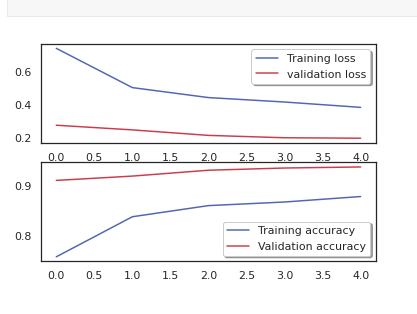 Training loss
validation loss
0.6
0.4
0.2
0.0 0.5 1.0 1.5 2.0 2.5 3.0 3.5 4.0
0.9
0.8
Training accuracy
Validation accuracy
0.0 0.5 1.0 1.5 2.0 2.5 3.0 3.5 4.0